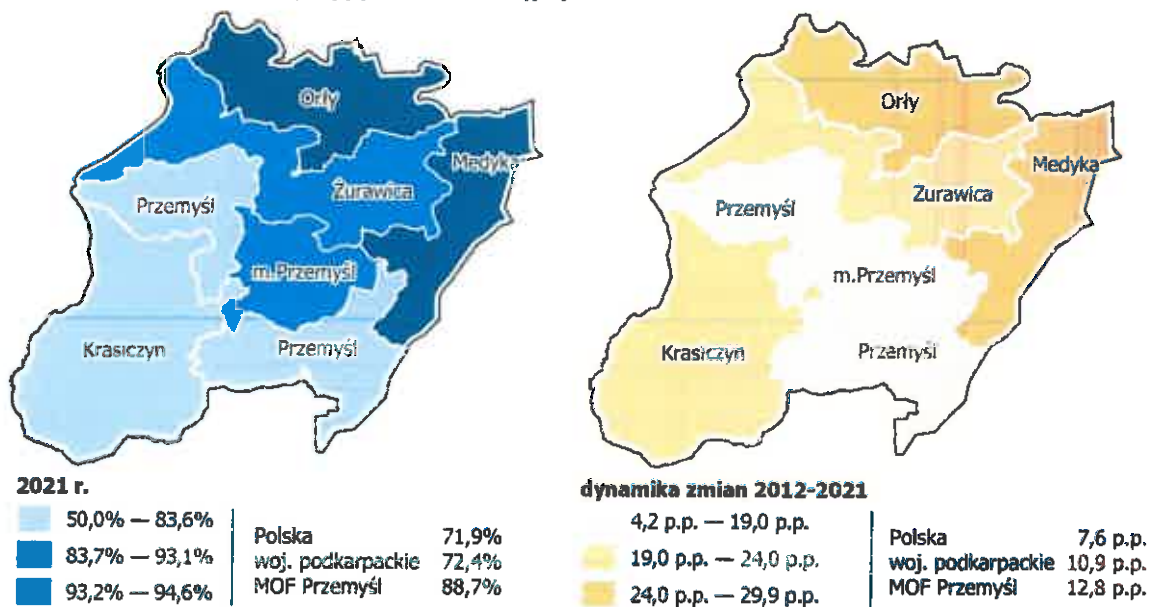 Orły
Medyk
Żurawica
Przemyśl
m.Przemyśl
Krasiczyn
Przemyśl
2021 r.
50,0% — 83,6%
83,7% — 93,1%
93,2% — 94,6%
Polska 71,9%
woj. podkarpackie 72,4%
MOF Przemyśl 88,7%
Orły
Medyka
Żurawica
Przemyśl
m.Przemyśl
Krasiczyn
Przemyśl
dynamika zmian 2012-2021
4,2 p.p. — 19,0 p.p.
19,0 p.p. — 24,0 p.p.
24,0 p.p. — 29,9 p.p.
Polska 7,6 p.p.
woj. podkarpackie 10,9 p.p.
MOF Przemyśl 12,8 p.p.